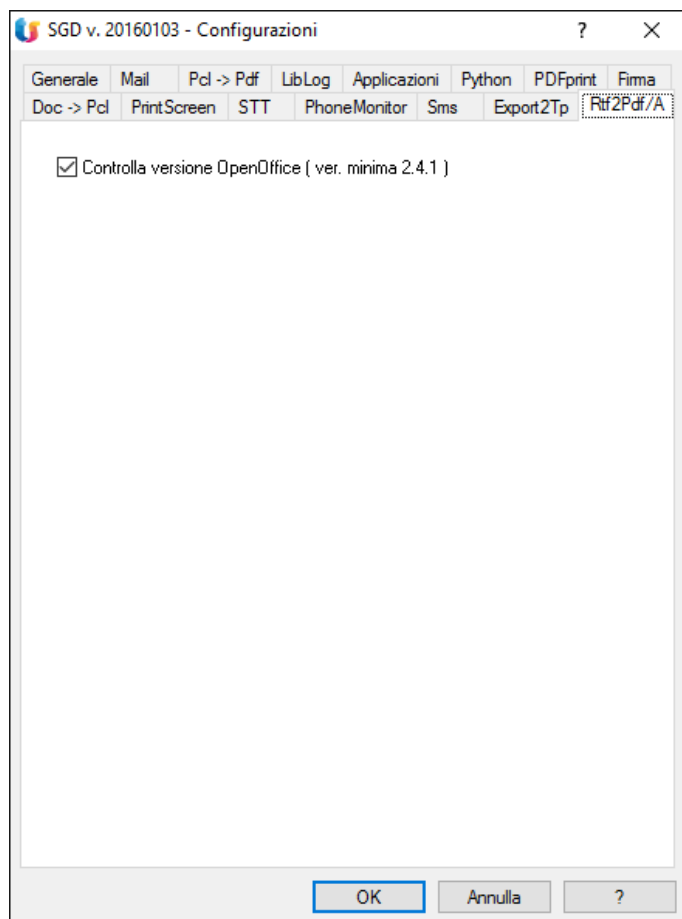 SGD v. 20160103 - Configurazioni ?
Generale Mail Pcl -> Pdf LibLog Applicazioni Python PDFprint Firma
Doc -> Pcl PrintScreen STT PhoneMonitor Sms Export2Tp Rtf2Pdf/A
Controlla versione OpenOffice ( ver. minima 2.4.1 )
OK Annulla ?